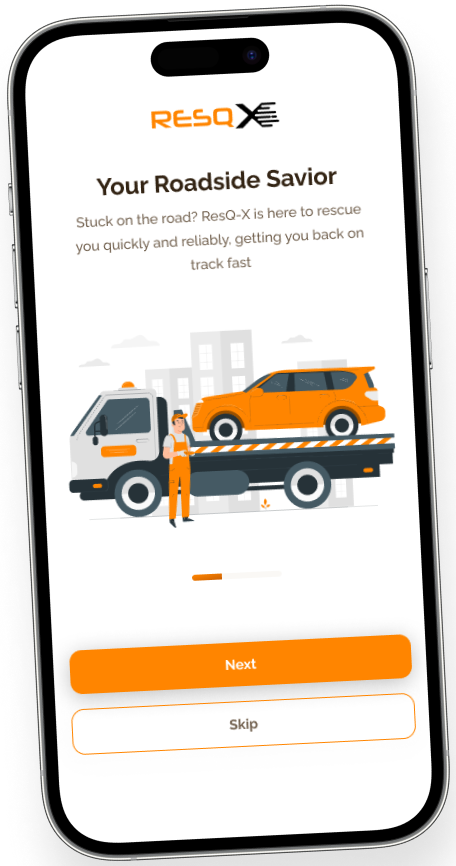 RESQX
Your Roadside Savior
Stuck on the road? ResQ-X is here to rescue
you quickly and reliably, getting you back on
track fast
Next
Skip